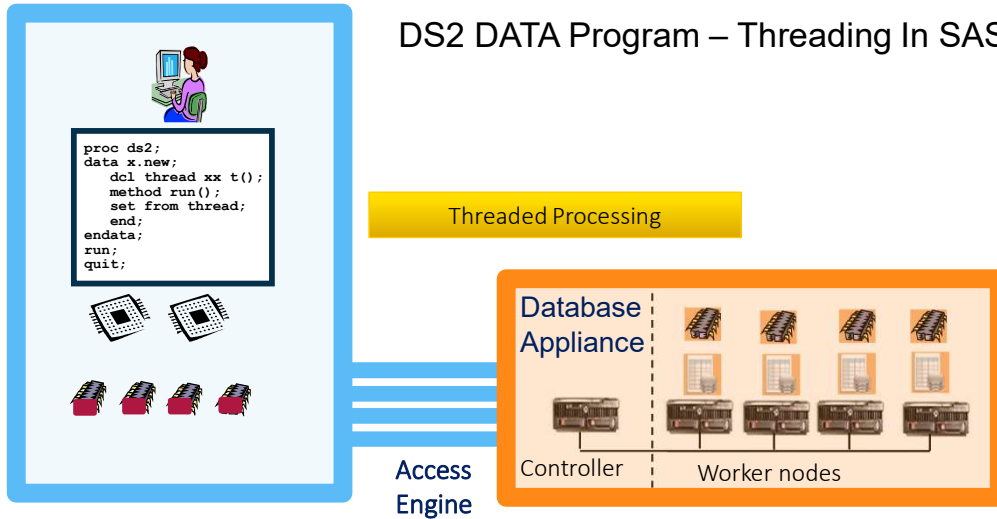 DS2 DATA Program – Threading In SAS
proc ds2;
data x.new;
dcl thread xx t();
method run();
set from thread;
end;
endata;
run;
quit;
Threaded Processing
Database
Appliance
Controller
Worker nodes
Access
Engine